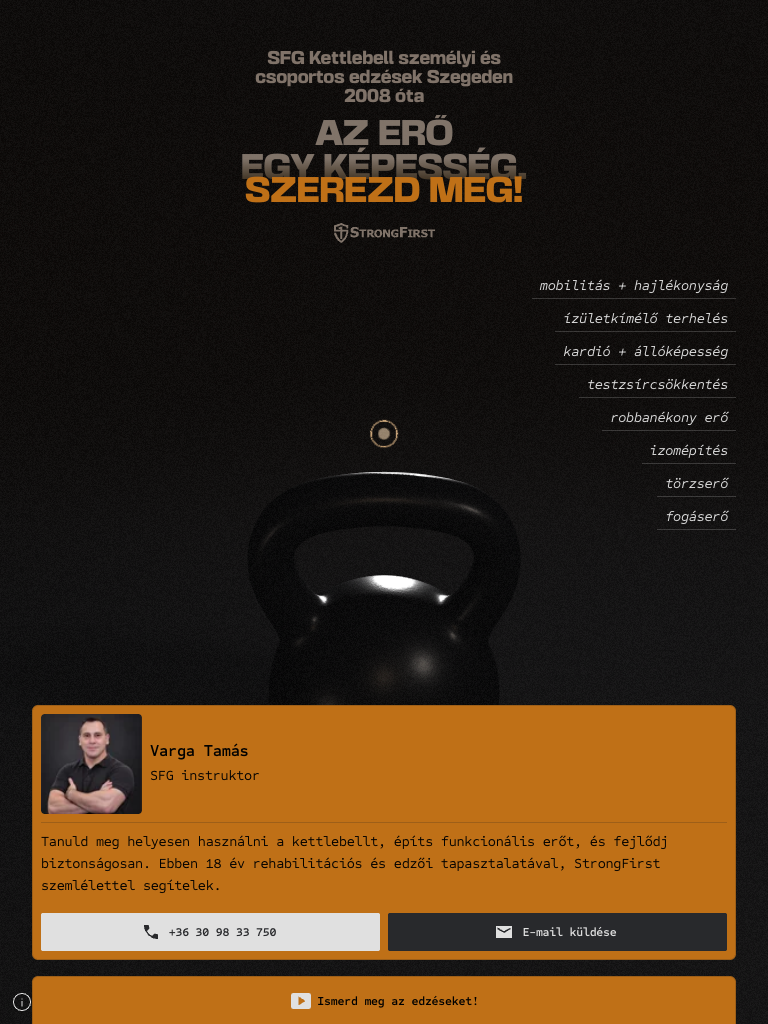 SFG Kettlebell személyi és
csoportos edzések Szegeden
2008 óta
AZ ERŐ
EGY KÉPESSÉG.
SZEREZD MEG!
STRONGFIRST
mobilitás + hajlékonyság
ízületkímélő terhelés
kardió + állóképesség
testzsírcsökkentés
robbanékony erő
izomépítés
törzserő
fogáserő
Varga Tamás
SFG instruktor
Tanuld meg helyesen használni a kettlebellt, építs funkcionális erőt, és fejlődj
biztonságosan. Ebben 18 év rehabilitációs és edzői tapasztalatával, StrongFirst
szemlélettel segítelek.
+36 30 98 33 750
E-mail küldése
Ismerd meg az edzéseket!